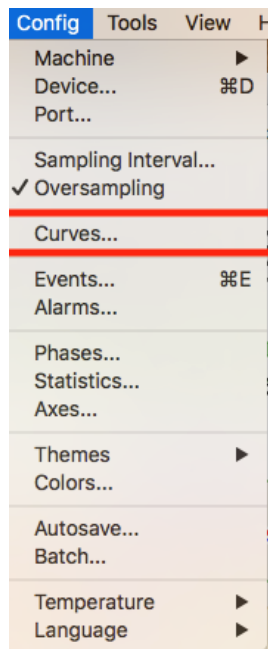 Config Tools View
Machine ▶
Device... ⌘D
Port...
Sampling Interval...
✓ Oversampling
Curves...
Events... ⌘E
Alarms...
Phases...
Statistics...
Axes...
Themes ▶
Colors...
Autosave...
Batch...
Temperature ▶
Language ▶